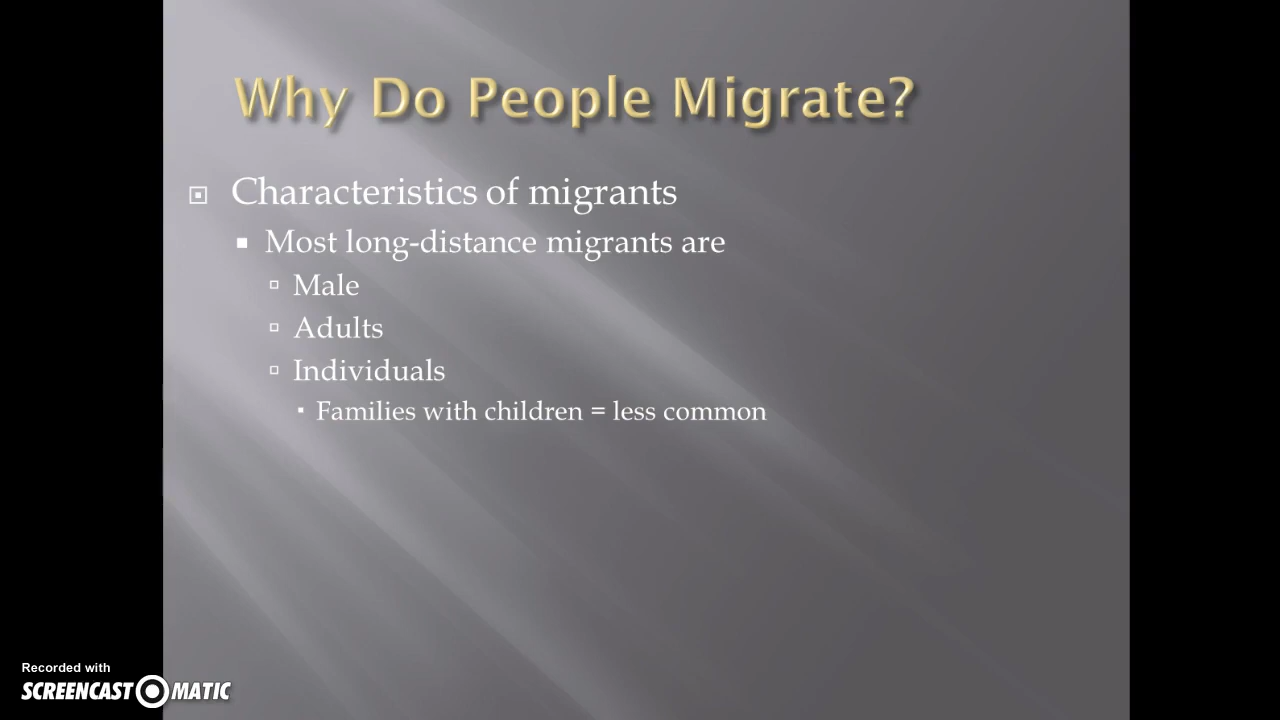 Why Do People Migrate?
Characteristics of migrants
Most long-distance migrants are
Male
Adults
Individuals
Families with children = less common
Recorded with
SCREENCAST MATIC